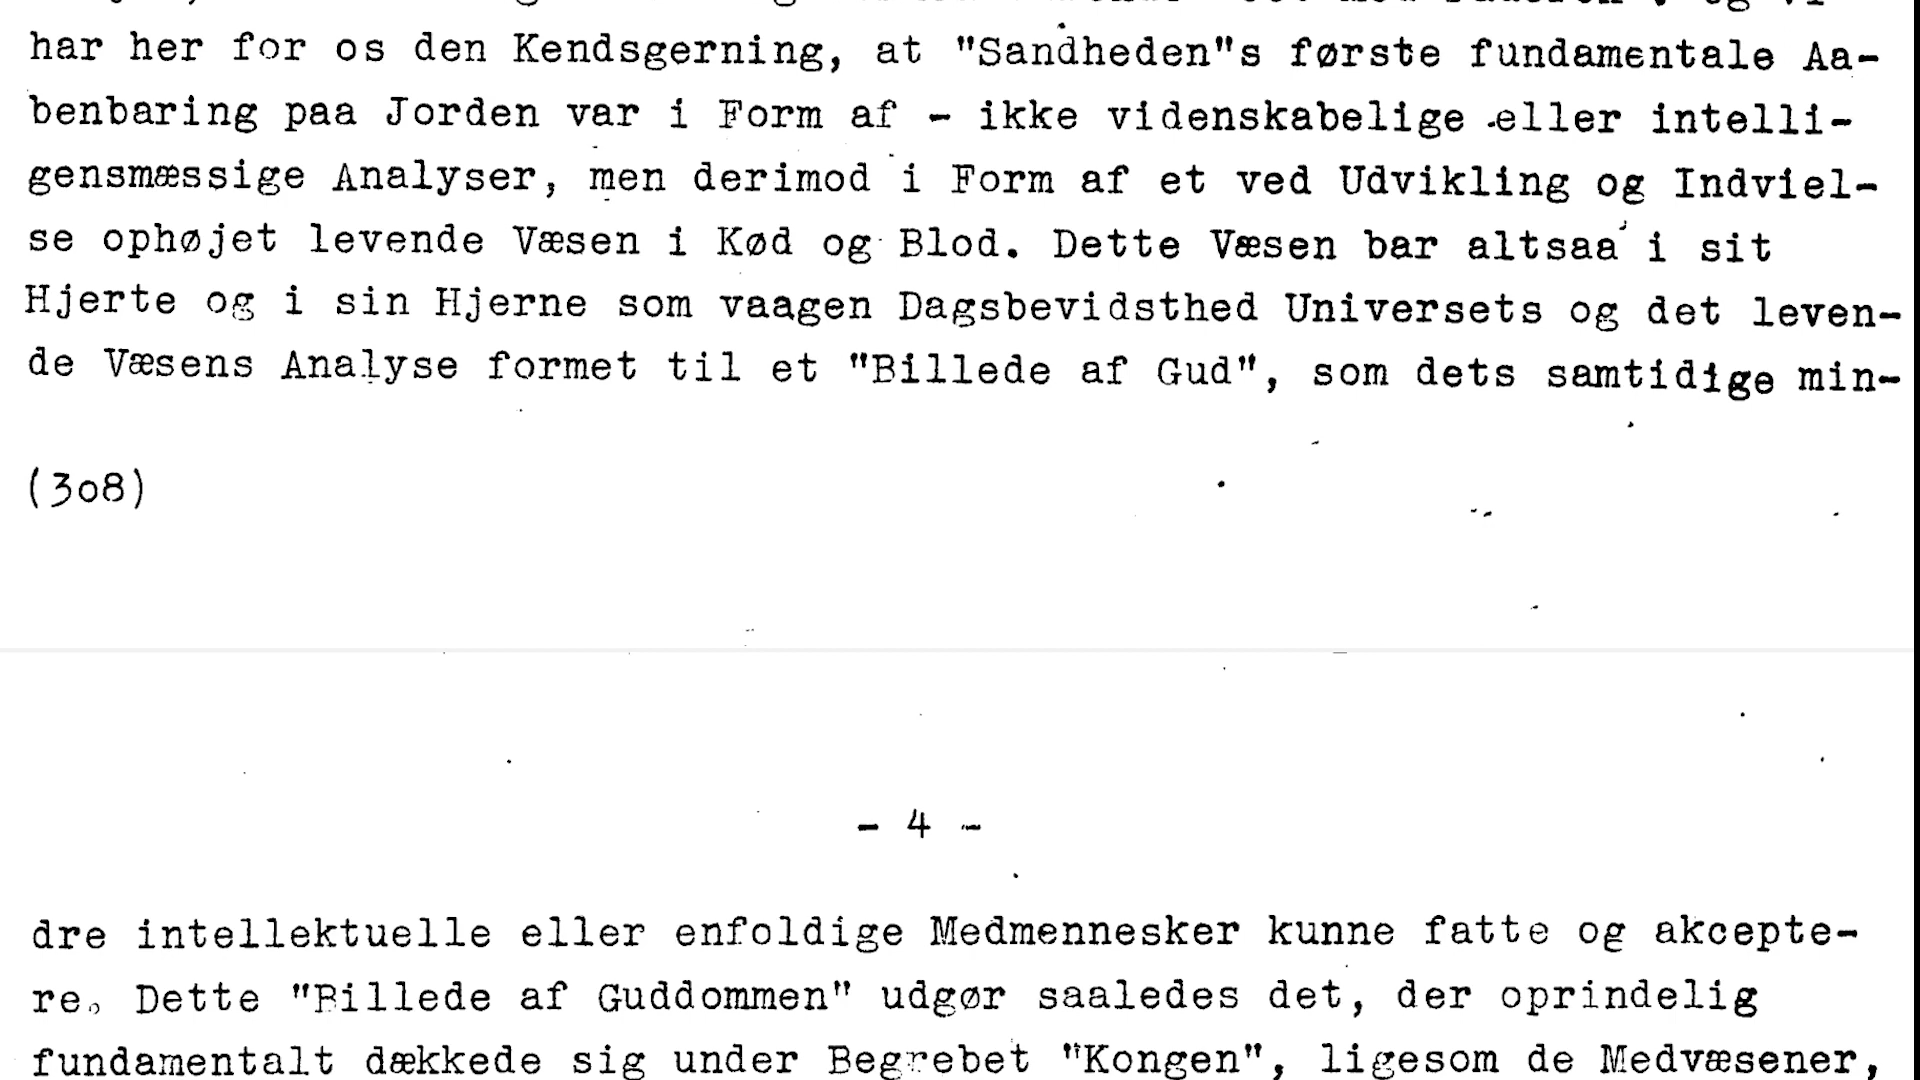 har her for os den Kendsgerning, at "Sandheden"s første fundamentale Aa-
benbaring paa Jorden var i Form af - ikke videnskabelige eller intelli-
gensmæssige Analyser, men derimod i Form af et ved Udvikling og Indviel-
se ophøjet levende Væsen i Kød og Blod. Dette Væsen bar altsaa i sit
Hjerte og i sin Hjerne som vaagen Dagsbevidsthed Universets og det leven-
de Væsens Analyse formet til et "Billede af Gud", som dets samtidige min-
(308)
- 4 -
dre intellektuelle eller enfoldige Medmennesker kunne fatte og akcepte-
re. Dette "Billede af Guddommen" udgør saaledes det, der oprindelig
fundamentalt dækkede sig under Begrebet "Kongen", ligesom de Medvæsener,